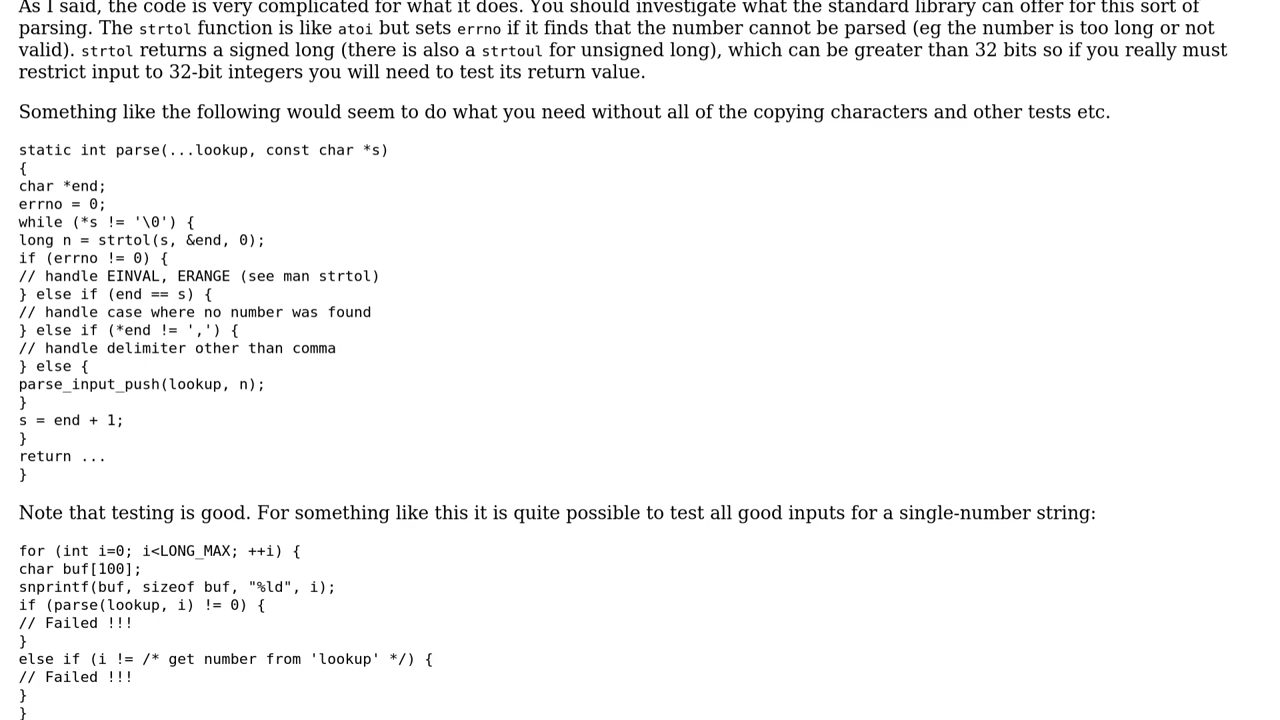 As I said, the code is very complicated for what it does. You should investigate what the standard library can offer for this sort of
parsing. The strtol function is like atoi but sets errno if it finds that the number cannot be parsed (eg the number is too long or not
valid). strtol returns a signed long (there is also a strtoul for unsigned long), which can be greater than 32 bits so if you really must
restrict input to 32-bit integers you will need to test its return value.
Something like the following would seem to do what you need without all of the copying characters and other tests etc.
static int parse(...lookup, const char *s)
{
char *end;
errno = 0;
while (*s != '\0') {
long n = strtol(s, &end, 0);
if (errno != 0) {
// handle EINVAL, ERANGE (see man strtol)
} else if (end == s) {
// handle case where no number was found
} else if (*end != ',') {
// handle delimiter other than comma
} else {
parse_input_push(lookup, n);
}
s = end + 1;
}
return ...
}
Note that testing is good. For something like this it is quite possible to test all good inputs for a single-number string:
for (int i=0; i<LONG_MAX; ++i) {
char buf[100];
snprintf(buf, sizeof buf, "%ld", i);
if (parse(lookup, i) != 0) {
// Failed !!!
}
else if (i != /* get number from 'lookup' */) {
// Failed !!!
}
}